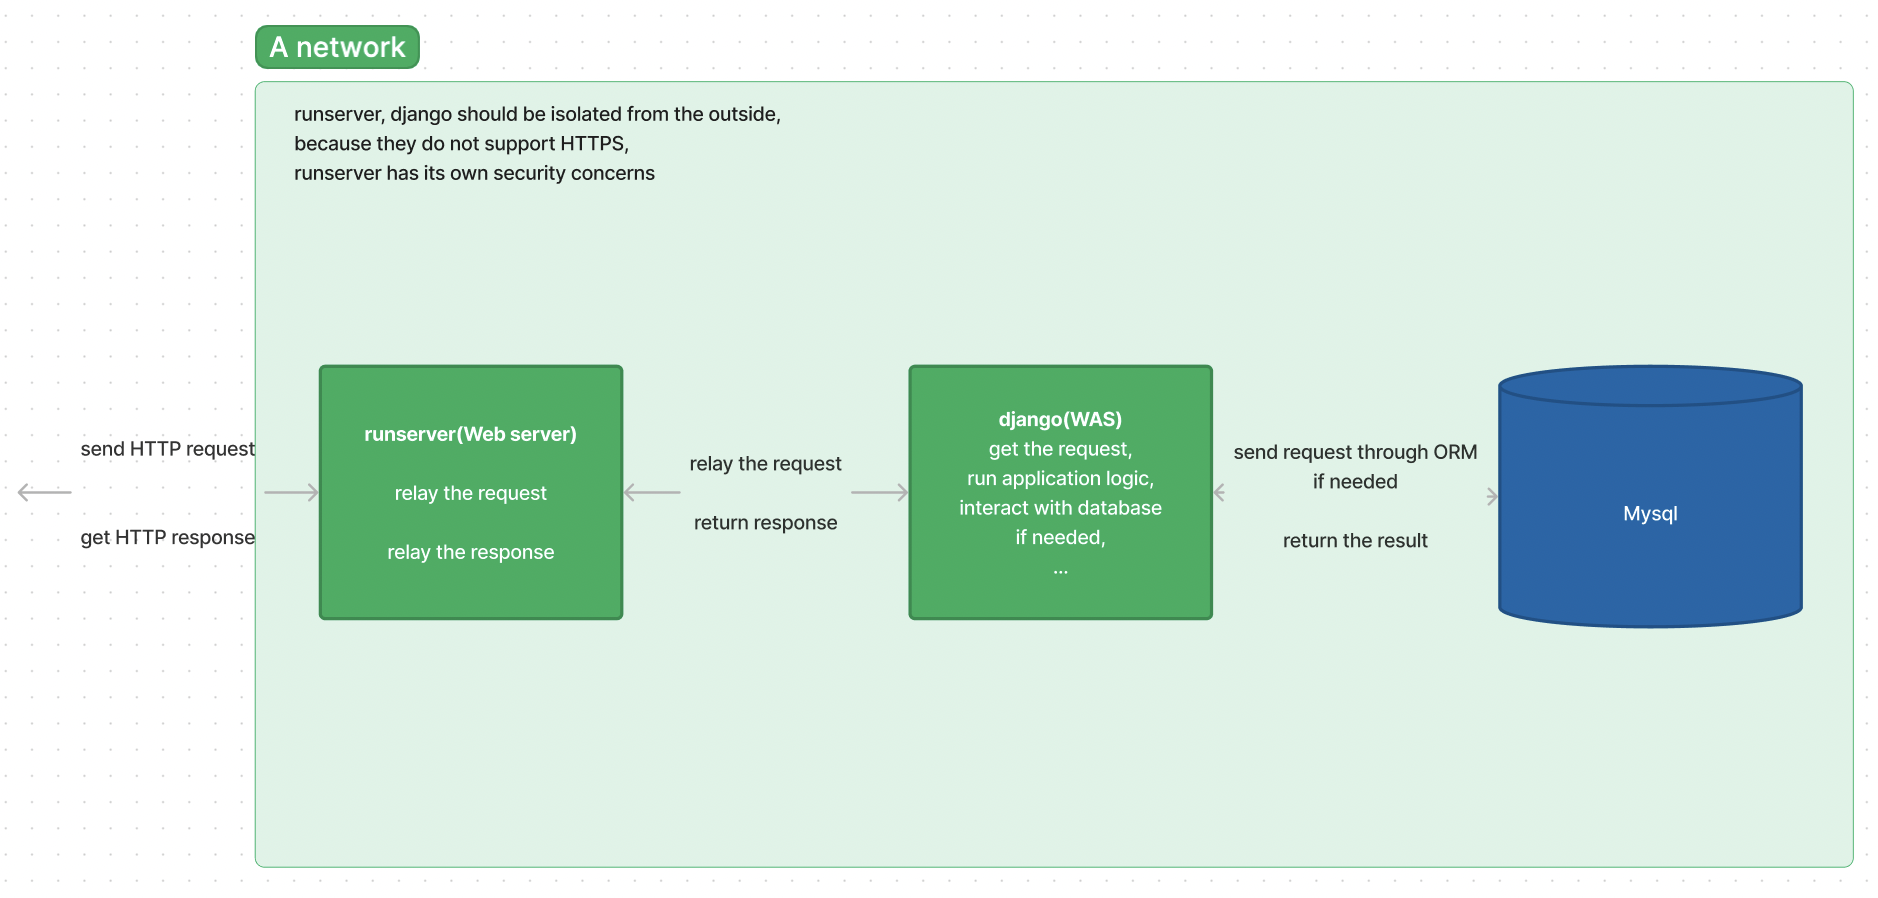 A network
runserver, django should be isolated from the outside,
because they do not support HTTPS,
runserver has its own security concerns
send HTTP request
get HTTP response
runserver(Web server)
relay the request
relay the response
relay the request
return response
django(WAS)
get the request,
run application logic,
interact with database
if needed,
...
send request through ORM
if needed
return the result
Mysql